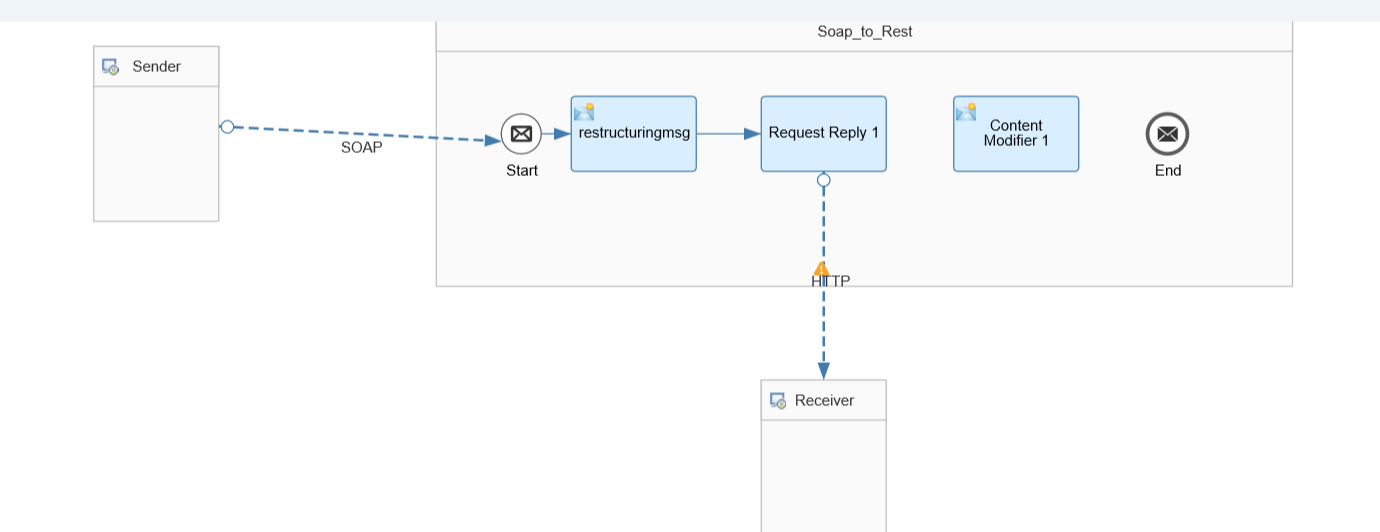 Soap_to_Rest
Sender
SOAP
Start
restructuringmsg
Request Reply 1
Content
Modifier 1
End
HTTP
Receiver